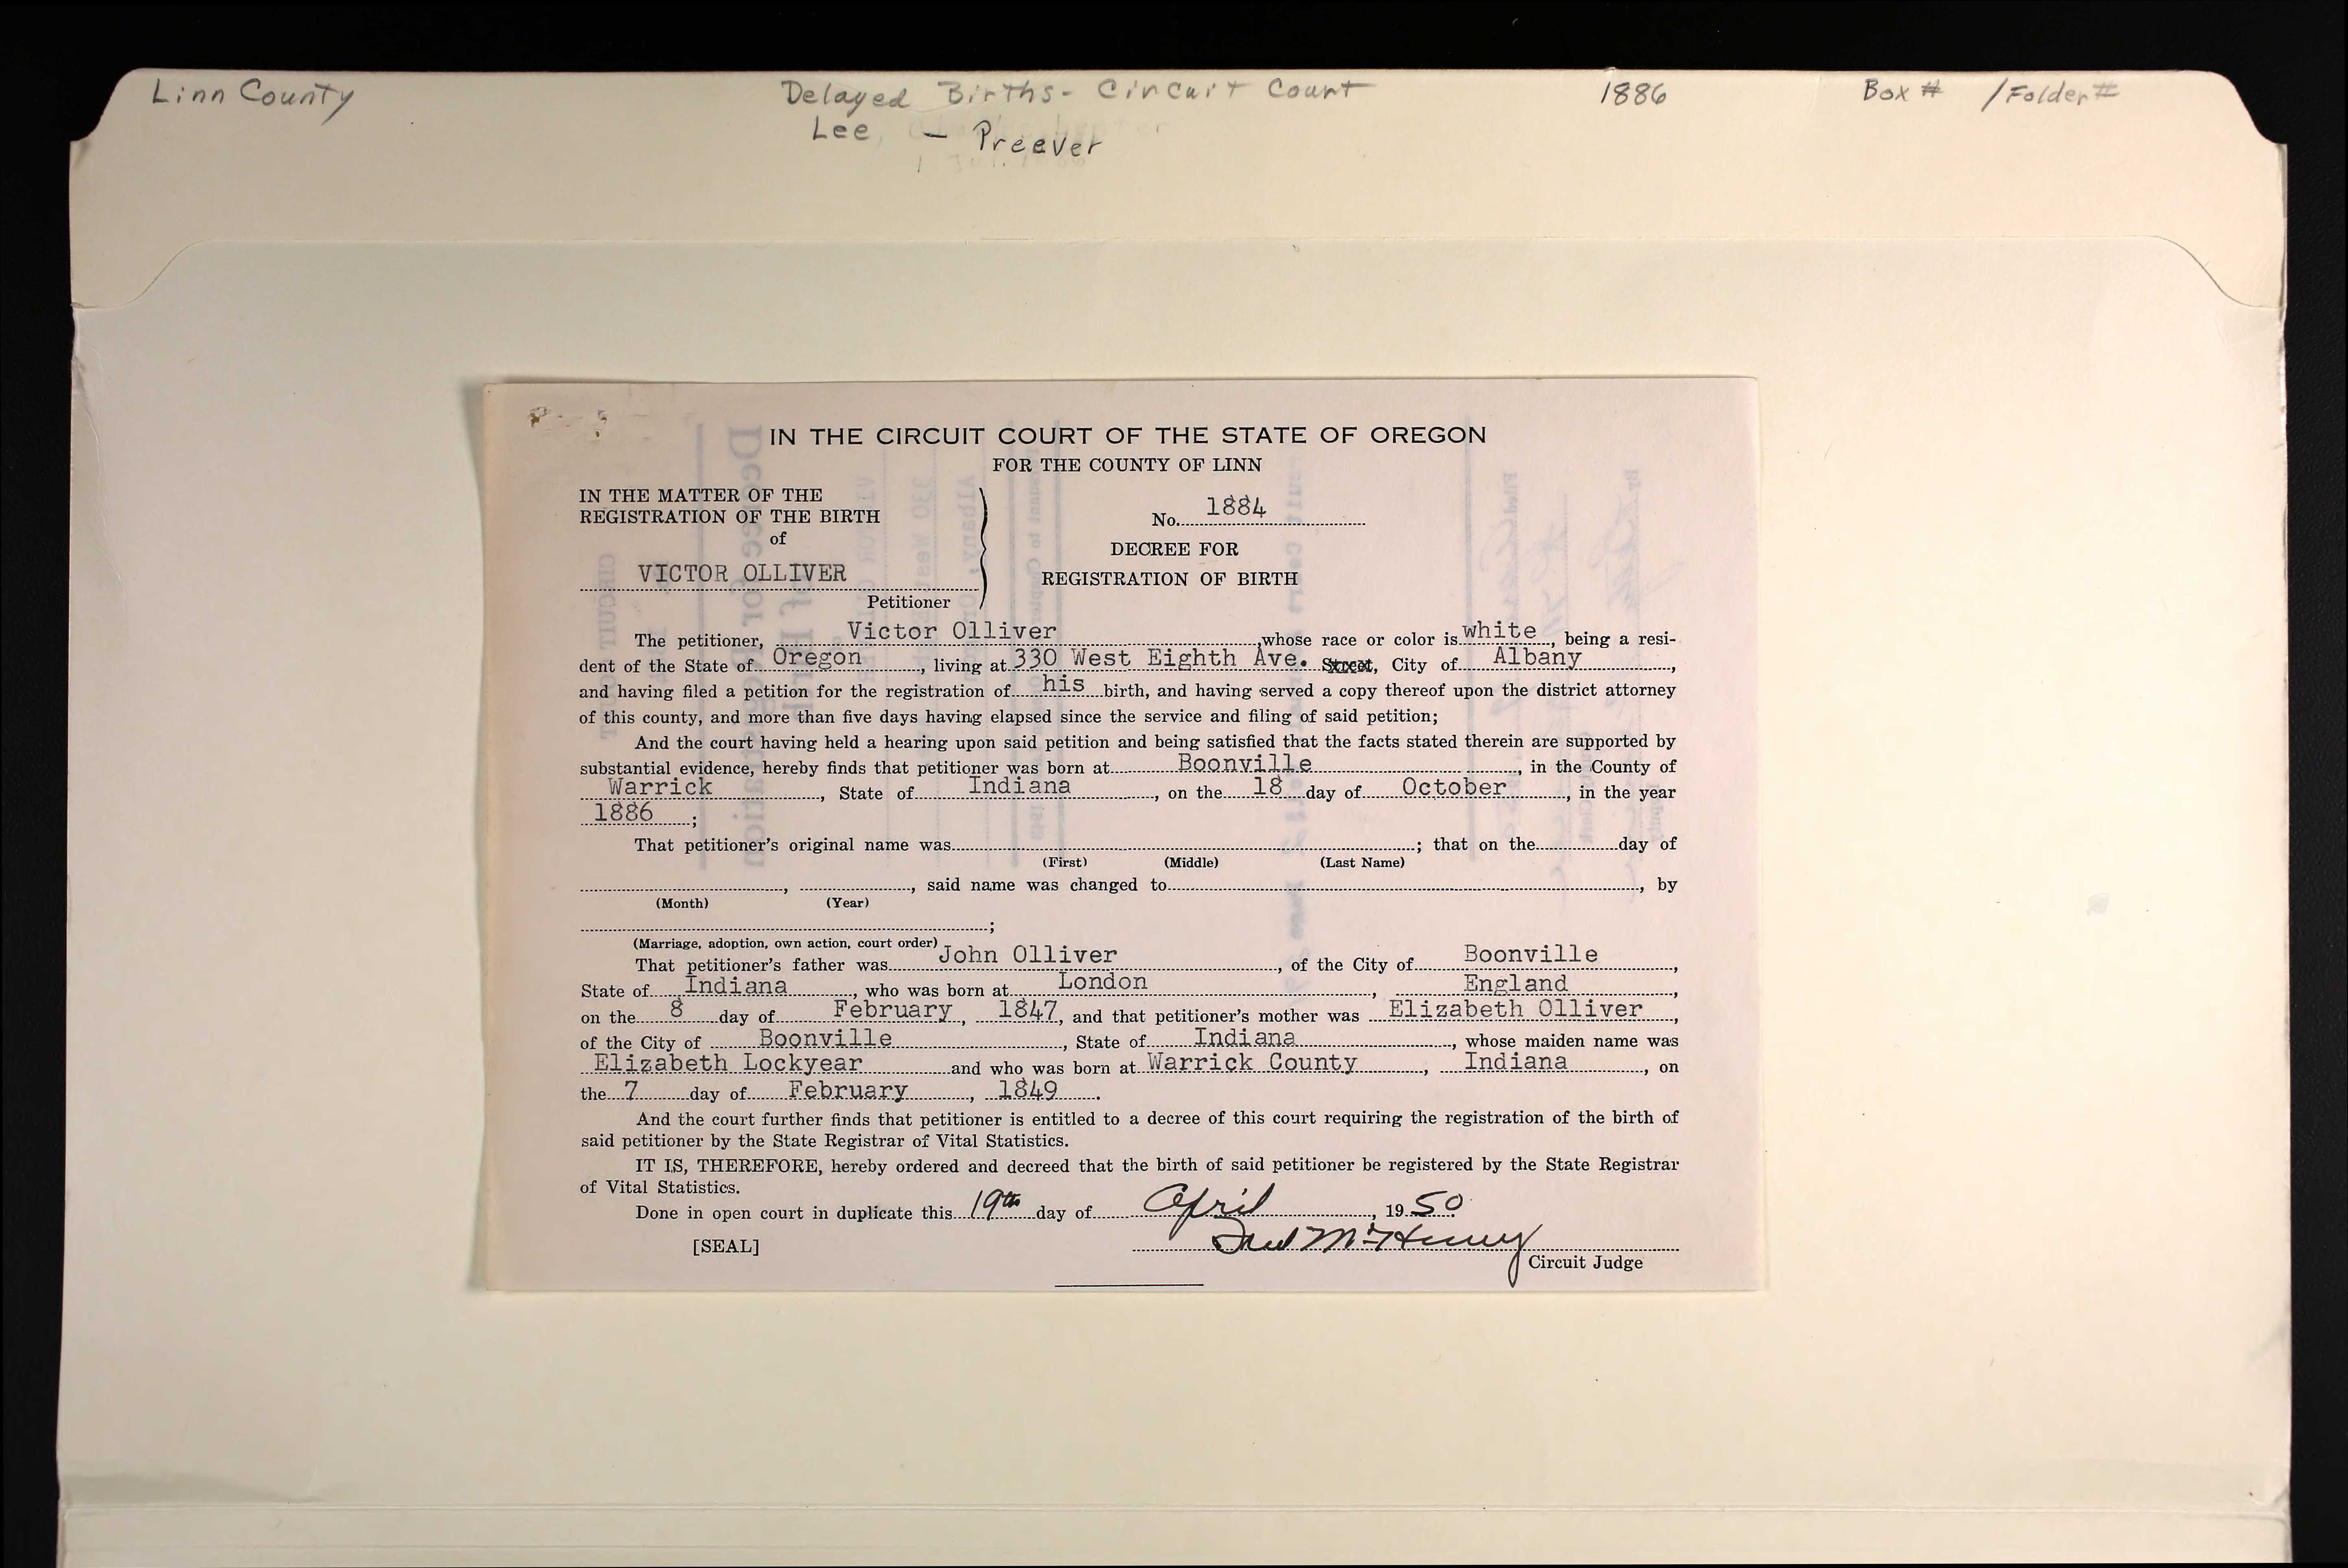 Linn County Delayed Births - Circuit Court 1886 Box # / Folder #
Lee - Preever
IN THE CIRCUIT COURT OF THE STATE OF OREGON
FOR THE COUNTY OF LINN
IN THE MATTER OF THE
REGISTRATION OF THE BIRTH
of
VICTOR OLLIVER
Petitioner
No. 1884
DECREE FOR
REGISTRATION OF BIRTH
The petitioner, Victor Olliver, whose race or color is white, being a resi-
dent of the State of Oregon, living at 330 West Eighth Ave. Street, City of Albany,
and having filed a petition for the registration of his birth, and having served a copy thereof upon the district attorney
of this county, and more than five days having elapsed since the service and filing of said petition;
And the court having held a hearing upon said petition and being satisfied that the facts stated therein are supported by
substantial evidence, hereby finds that petitioner was born at Boonville, in the County of
Warrick, State of Indiana, on the 18 day of October, in the year
1886;
That petitioner's original name was ; that on the day of
(First) (Middle) (Last Name)
, , said name was changed to , by
(Month) (Year)
;
(Marriage, adoption, own action, court order)
That petitioner's father was John Olliver, of the City of Boonville,
State of Indiana, who was born at London, England,
on the 8 day of February, 1847, and that petitioner's mother was Elizabeth Olliver,
of the City of Boonville, State of Indiana, whose maiden name was
Elizabeth Lockyear and who was born at Warrick County, Indiana, on
the 7 day of February, 1849.
And the court further finds that petitioner is entitled to a decree of this court requiring the registration of the birth of
said petitioner by the State Registrar of Vital Statistics.
IT IS, THEREFORE, hereby ordered and decreed that the birth of said petitioner be registered by the State Registrar
of Vital Statistics.
Done in open court in duplicate this 19th day of April, 1950.
[SEAL] Fred McHenry
Circuit Judge